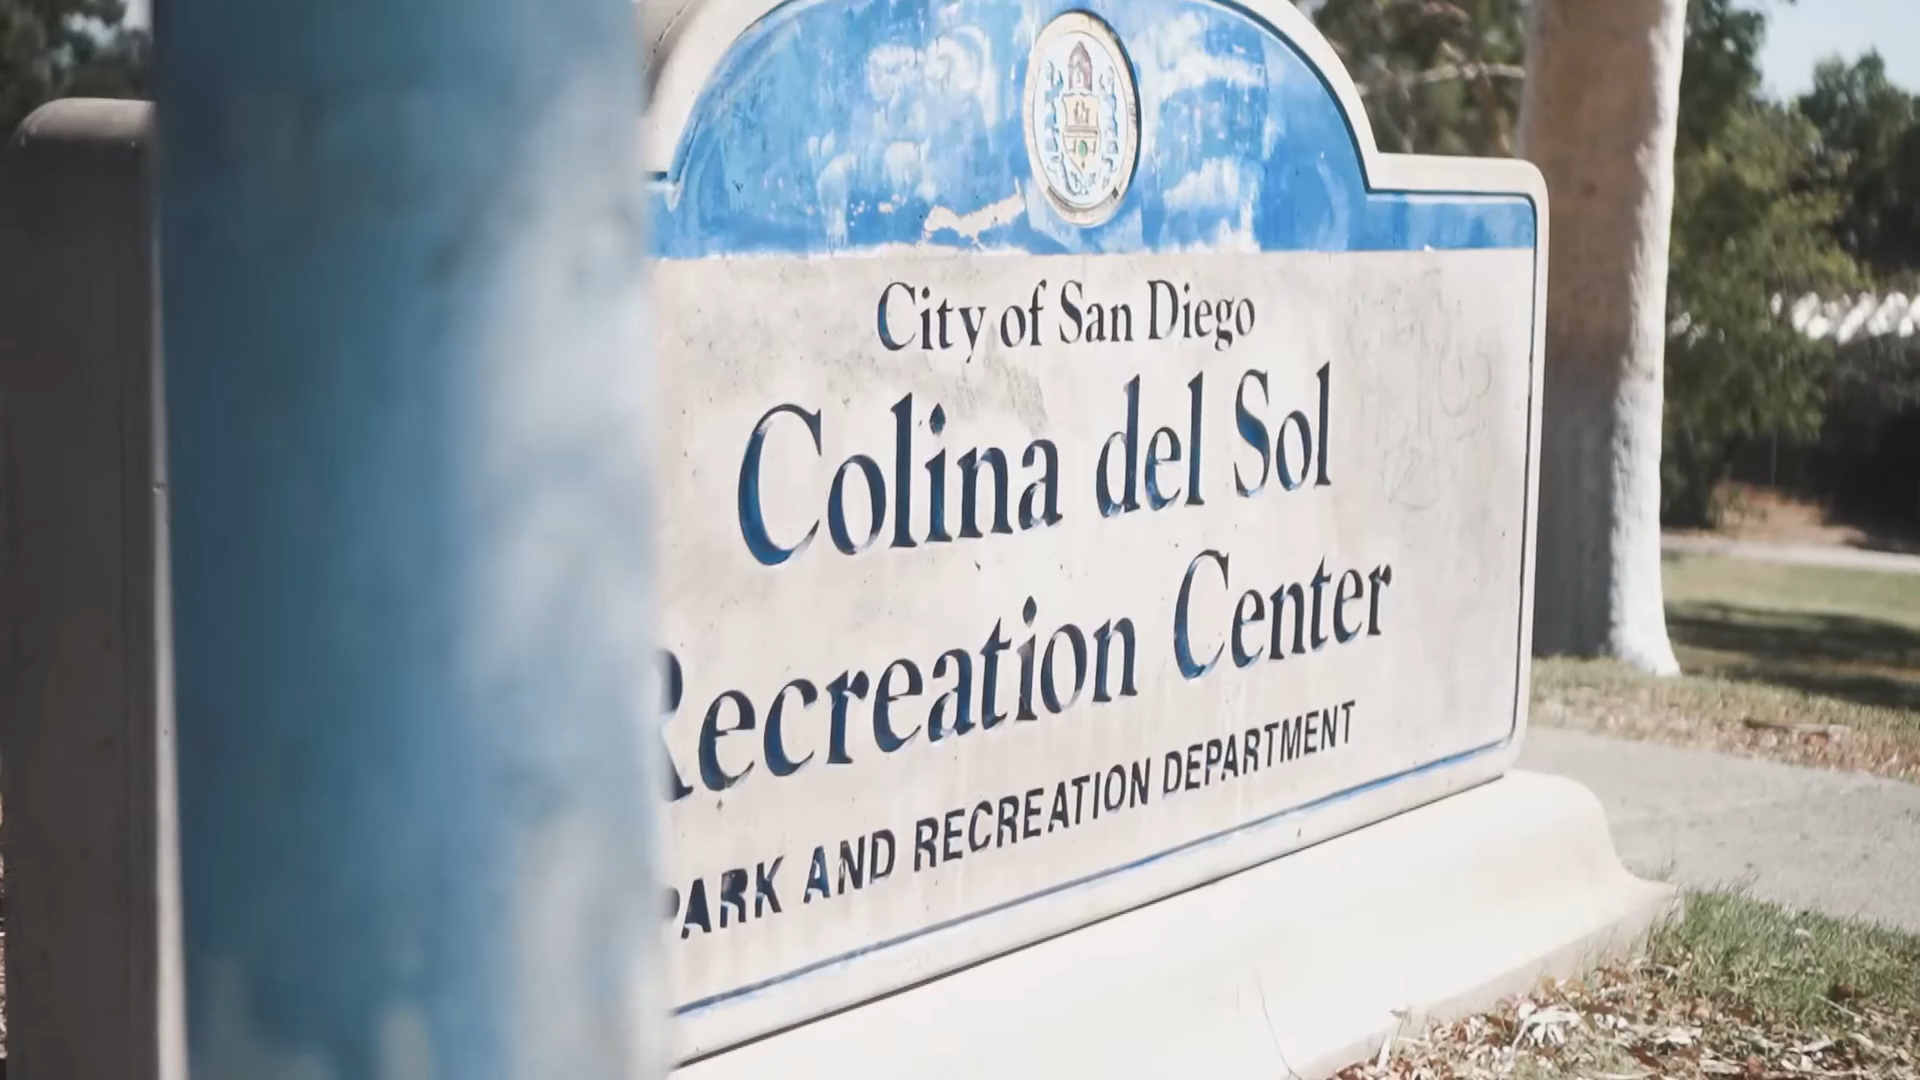 City of San Diego
Colina del Sol
Recreation Center
PARK AND RECREATION DEPARTMENT